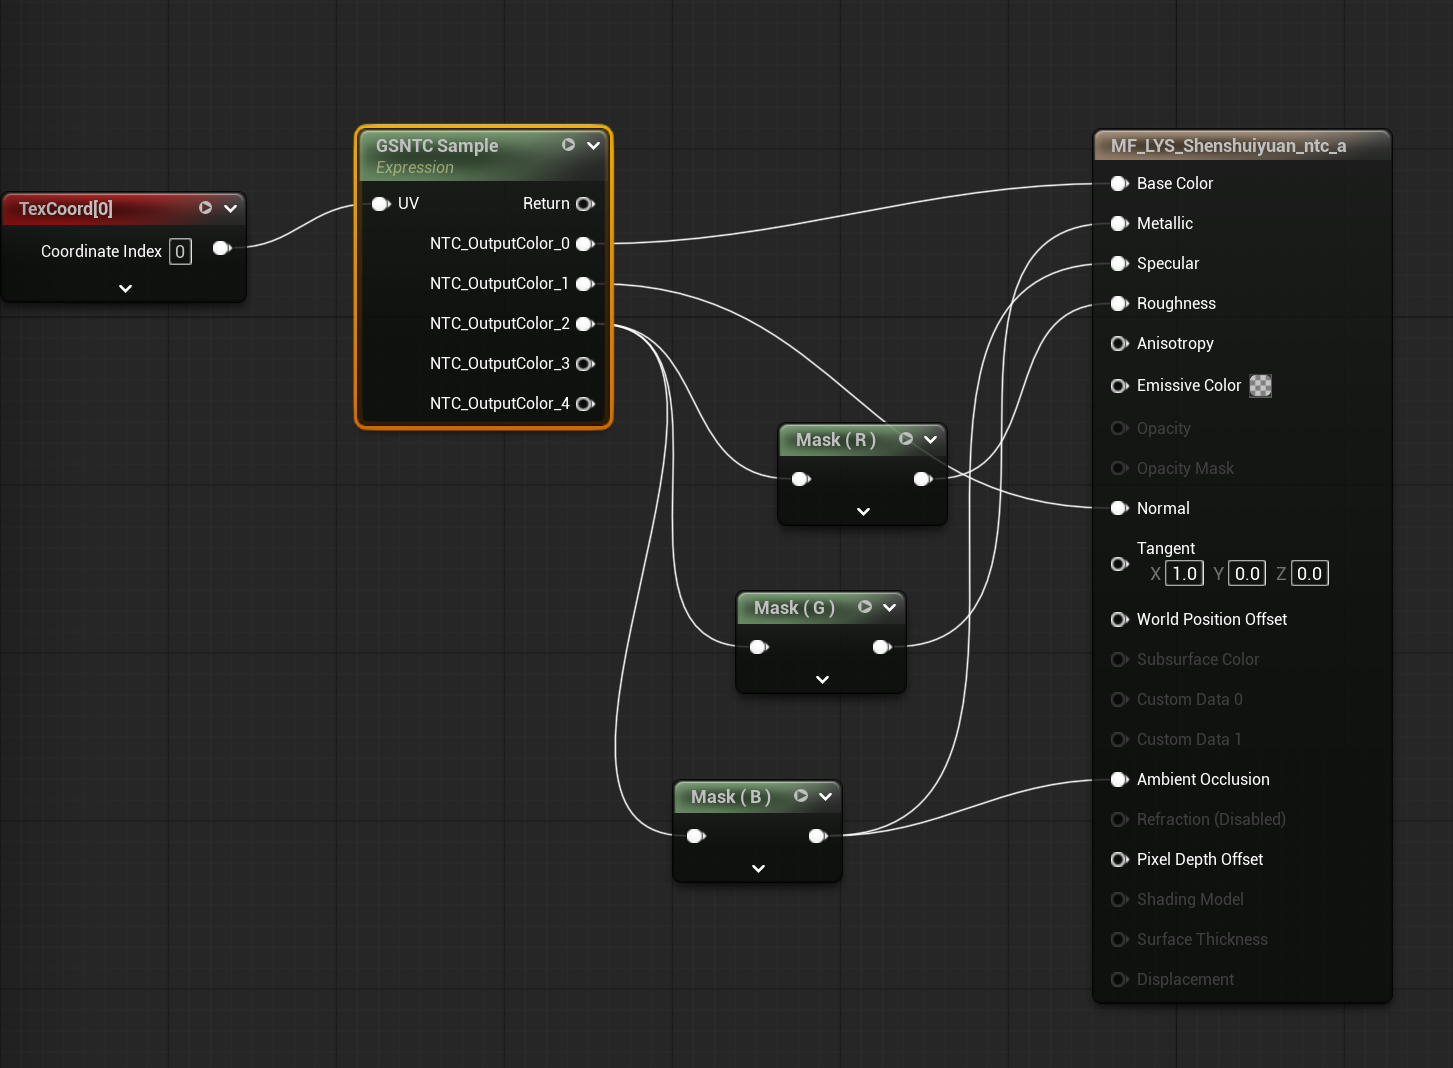 TexCoord[0]
Coordinate Index 0
GSNTC Sample
Expression
UV Return
NTC_OutputColor_0
NTC_OutputColor_1
NTC_OutputColor_2
NTC_OutputColor_3
NTC_OutputColor_4
Mask ( R )
Mask ( G )
Mask ( B )
MF_LYS_Shenshuiyuan_ntc_a
Base Color
Metallic
Specular
Roughness
Anisotropy
Emissive Color
Opacity
Opacity Mask
Normal
Tangent
X 1.0 Y 0.0 Z 0.0
World Position Offset
Subsurface Color
Custom Data 0
Custom Data 1
Ambient Occlusion
Refraction (Disabled)
Pixel Depth Offset
Shading Model
Surface Thickness
Displacement